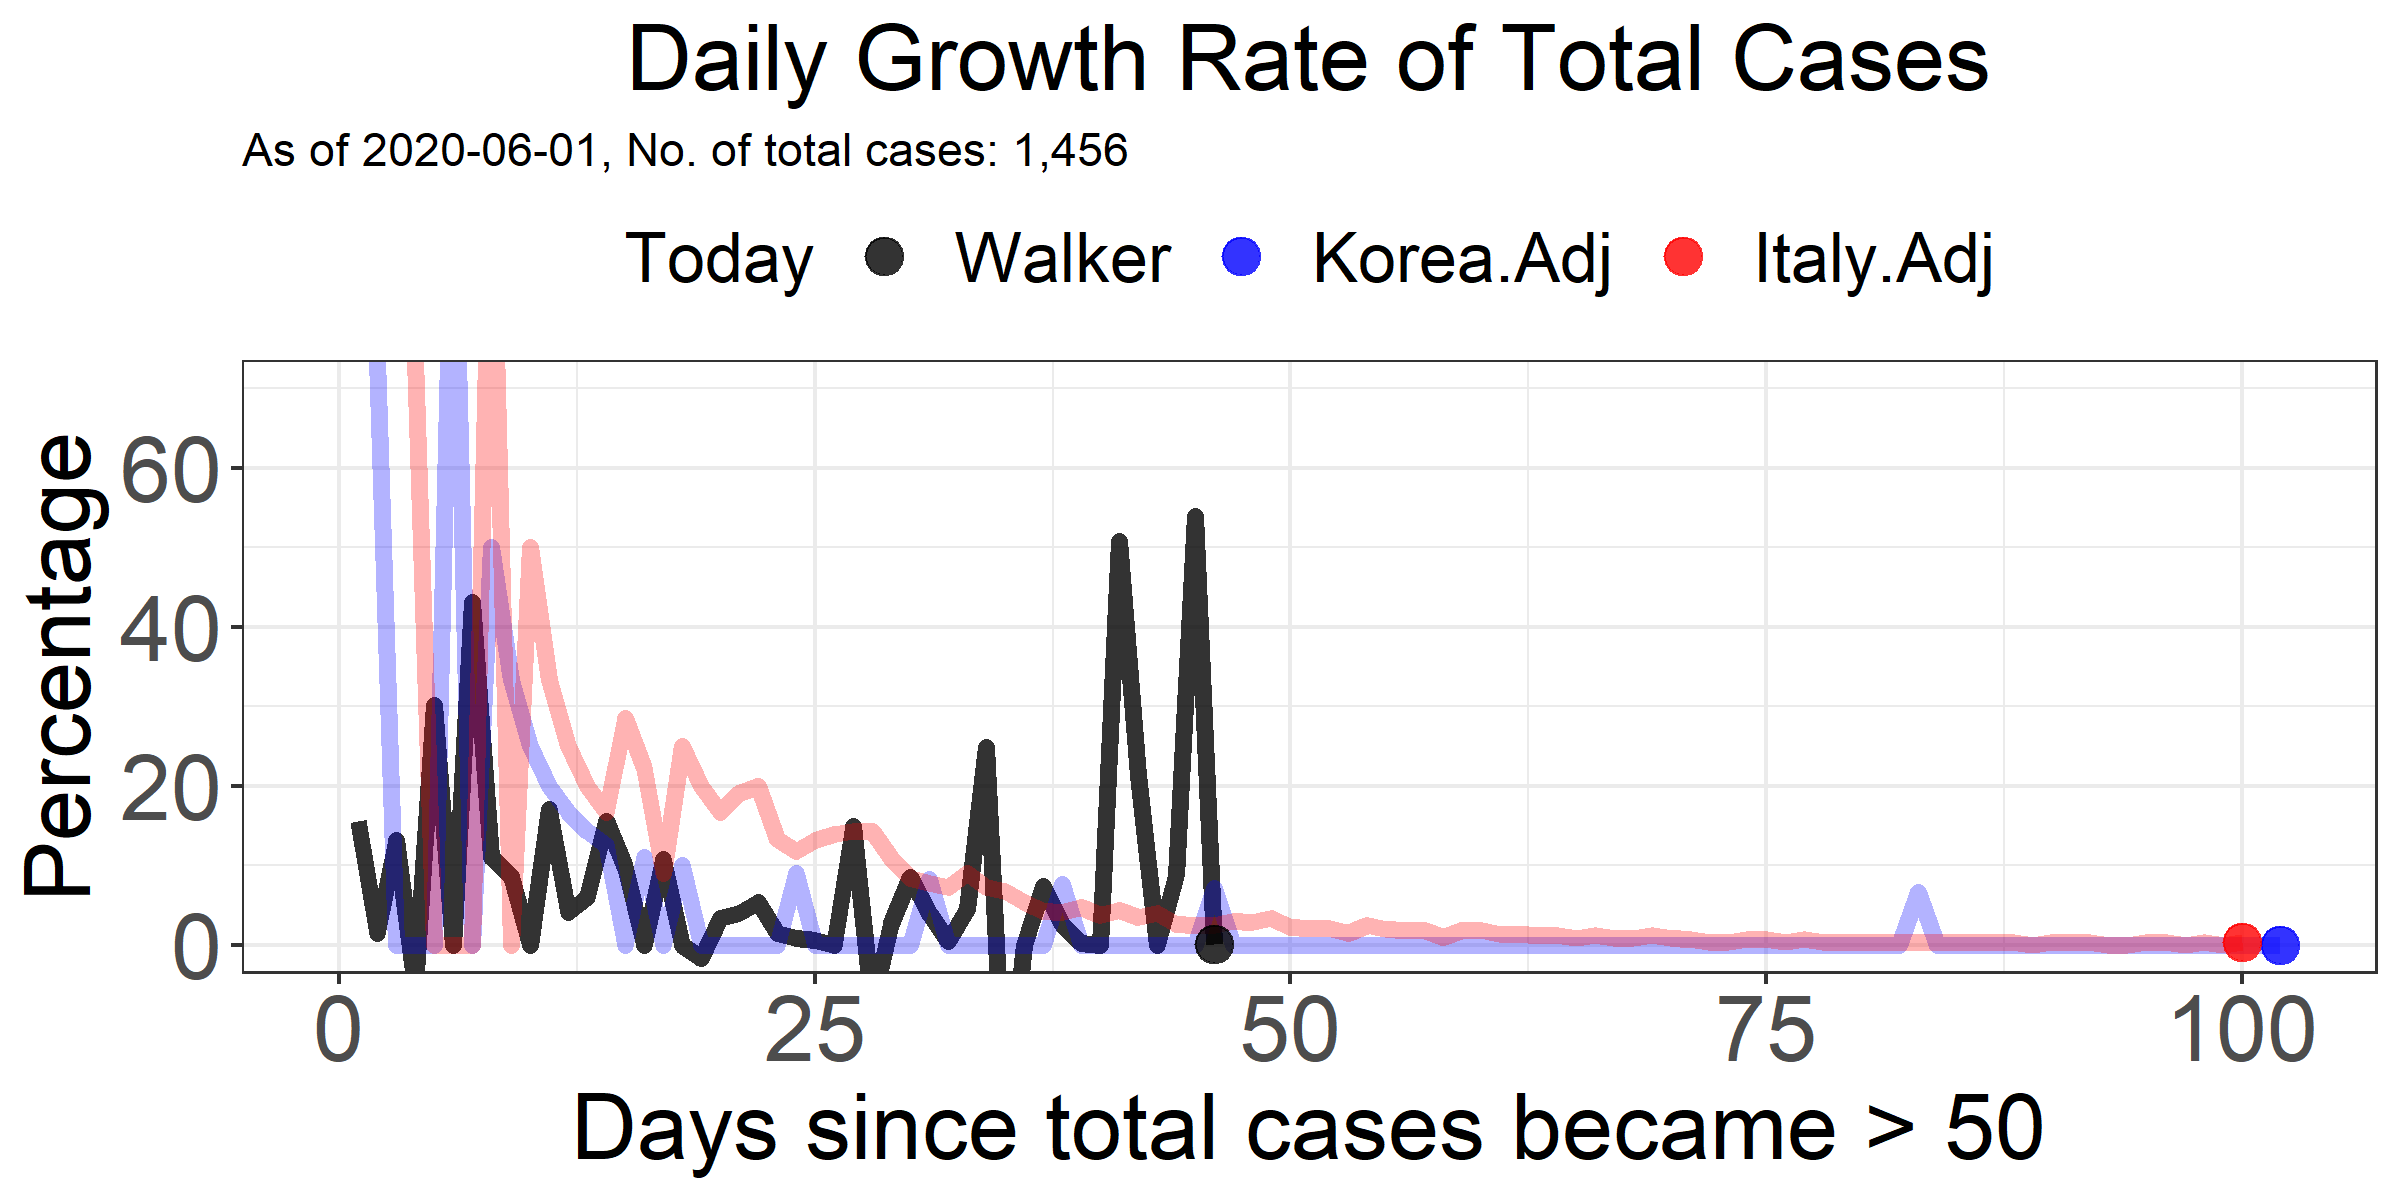 Daily Growth Rate of Total Cases
As of 2020-06-01, No. of total cases: 1,456
Today Walker Korea.Adj Italy.Adj
Percentage
60
40
20
0
0 25 50 75 100
Days since total cases became > 50